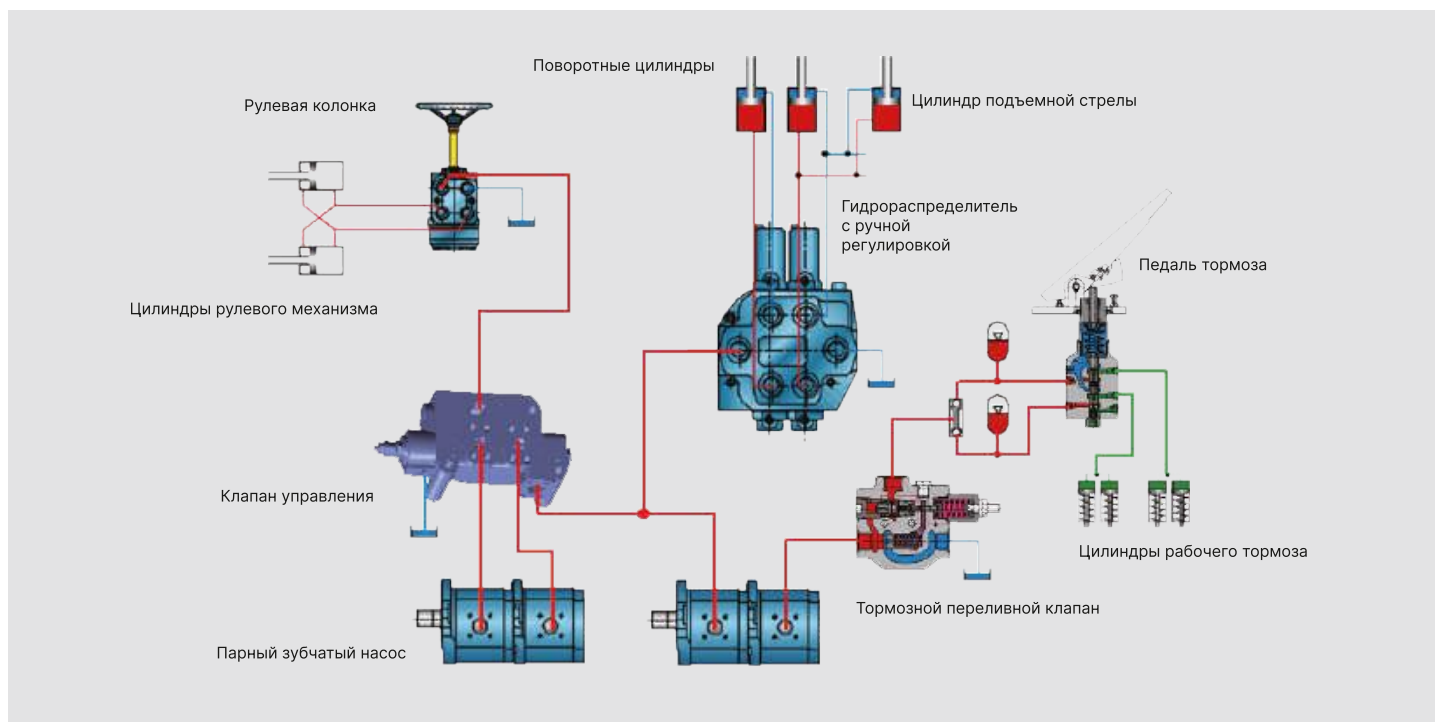 Поворотные цилиндры
Рулевая колонка
Цилиндр подъемной стрелы
Гидрораспределитель
с ручной
регулировкой
Педаль тормоза
Цилиндры рулевого механизма
Клапан управления
Цилиндры рабочего тормоза
Тормозной переливной клапан
Парный зубчатый насос